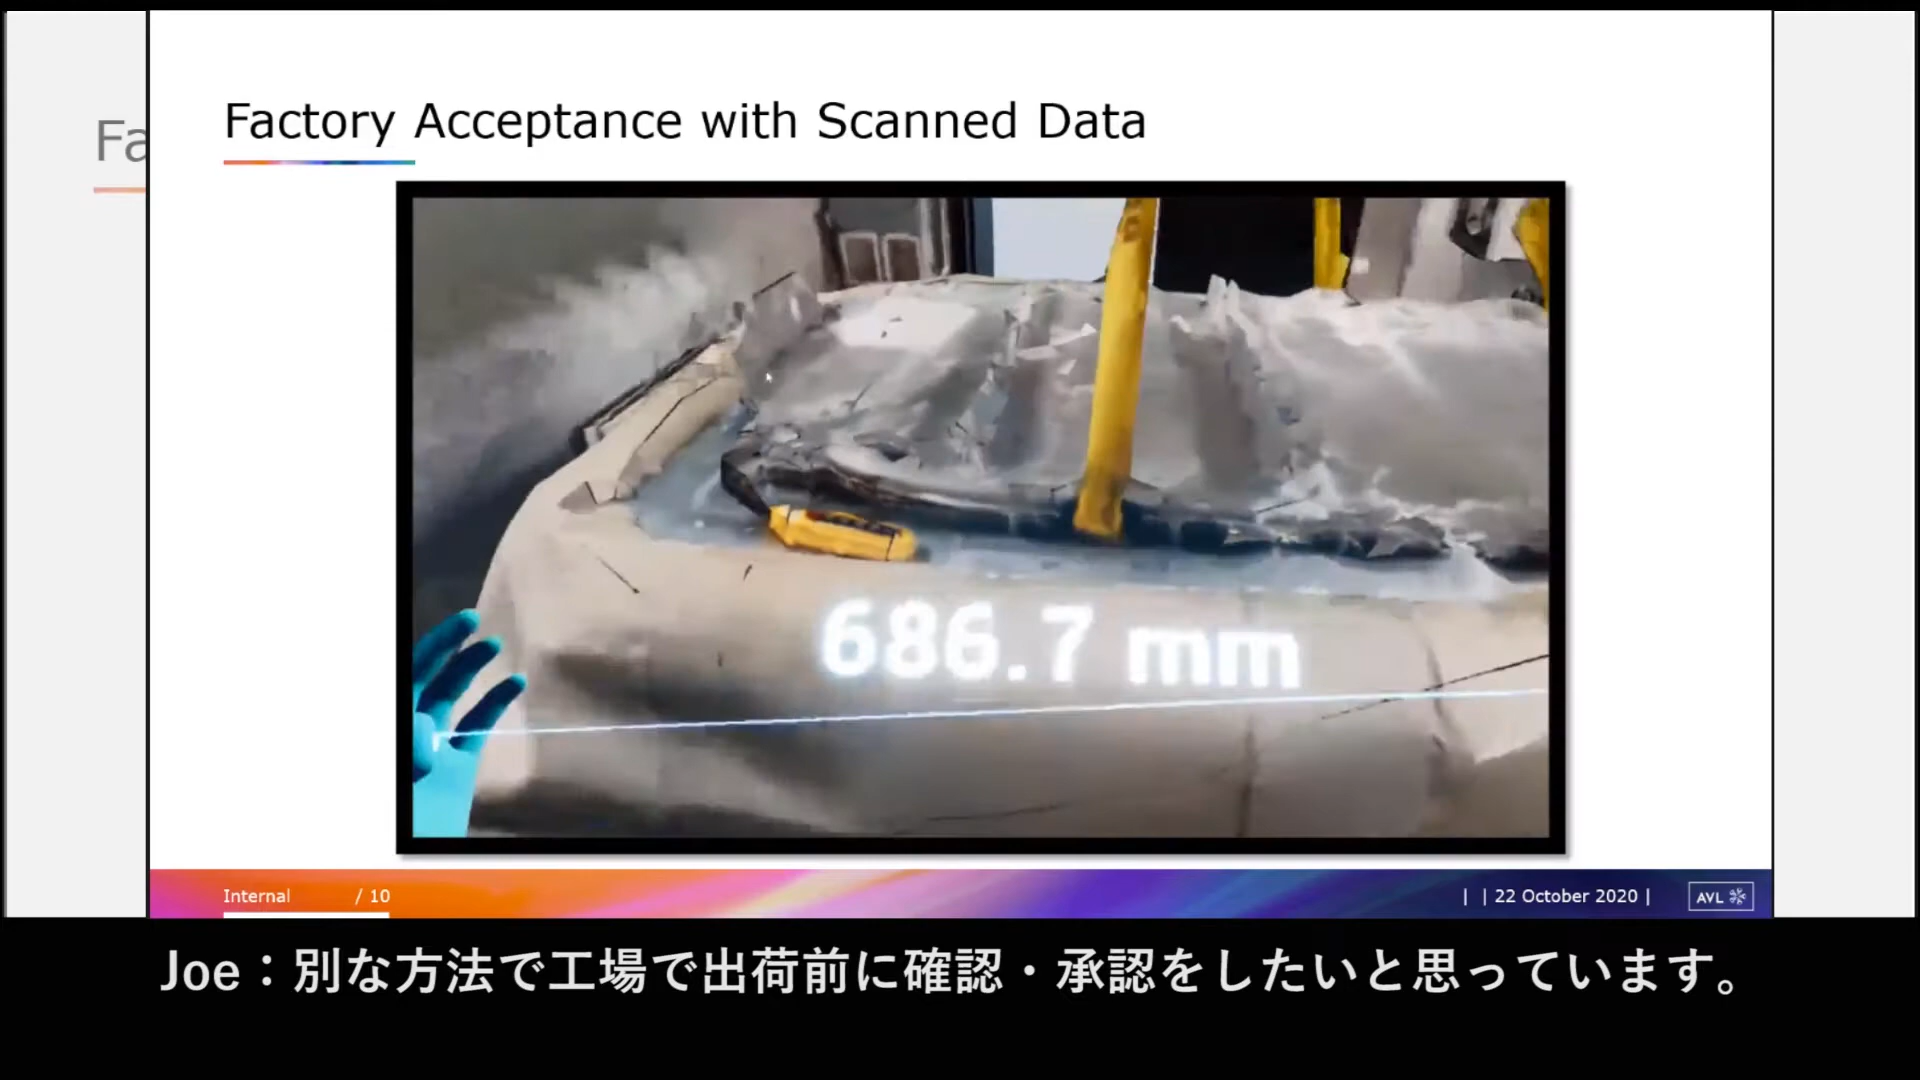 Fa
Factory Acceptance with Scanned Data
686.7 mm
Internal / 10
| | 22 October 2020 |
AVL
Joe：別な方法で工場で出荷前に確認・承認をしたいと思っています。